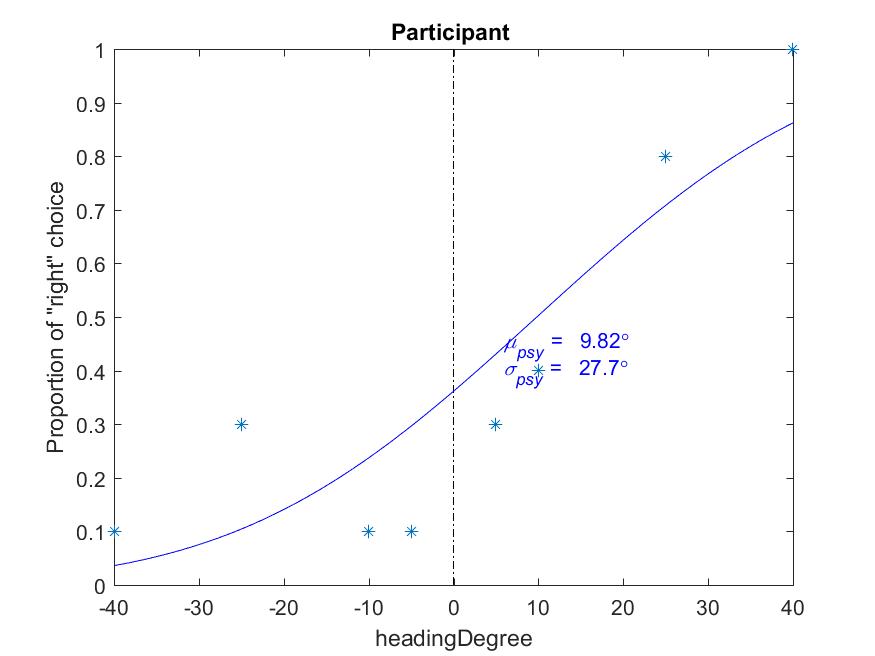 Participant
1
0.9
0.8
0.7
0.6
0.5
0.4
0.3
0.2
0.1
0
Proportion of "right" choice
μpsy = 9.82°
σpsy = 27.7°
-40 -30 -20 -10 0 10 20 30 40
headingDegree